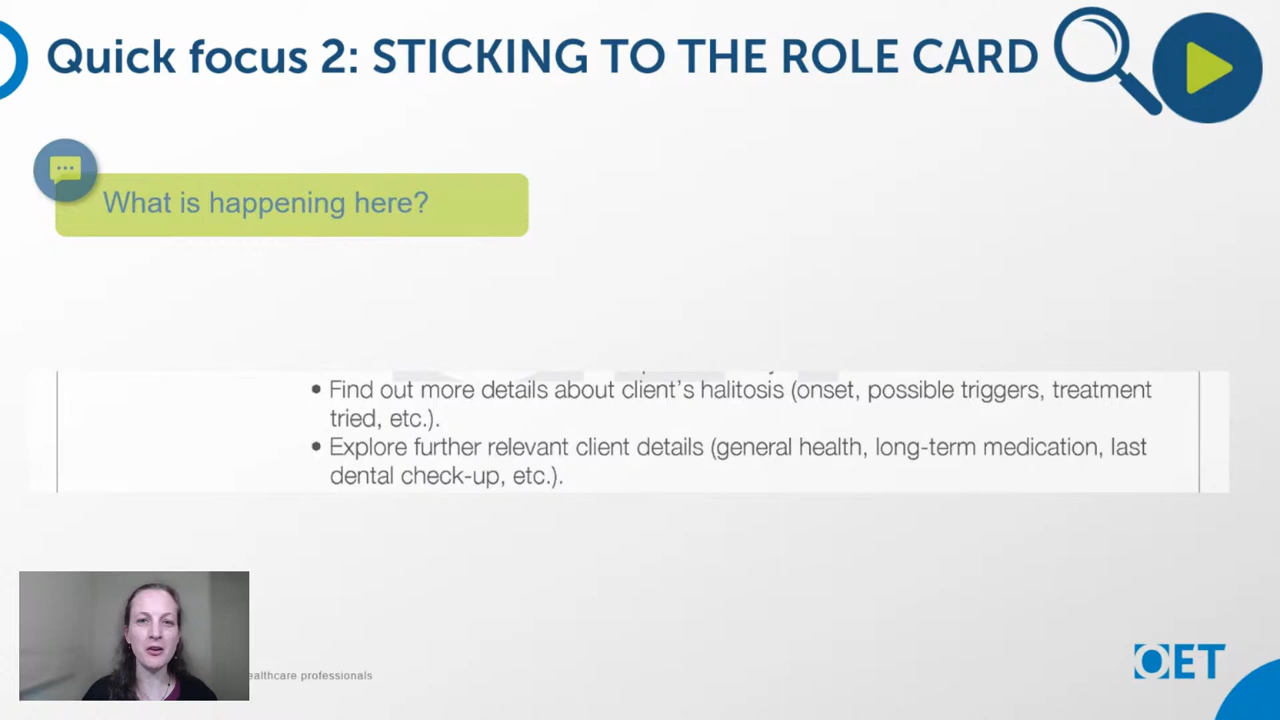 Quick focus 2: STICKING TO THE ROLE CARD
What is happening here?
• Find out more details about client's halitosis (onset, possible triggers, treatment
tried, etc.).
• Explore further relevant client details (general health, long-term medication, last
dental check-up, etc.).
healthcare professionals
OET